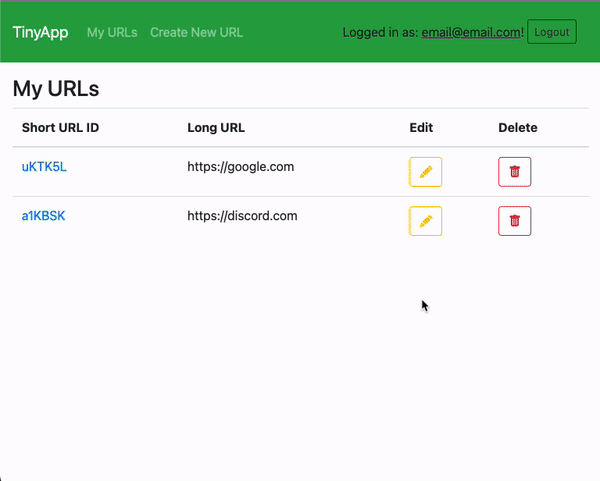 TinyApp My URLs Create New URL Logged in as: email@email.com! Logout
My URLs
Short URL ID Long URL Edit Delete
uKTK5L https://google.com
a1KBSK https://discord.com